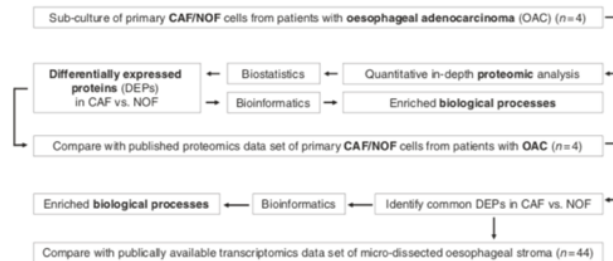 Sub-culture of primary CAF/NOF cells from patients with oesophageal adenocarcinoma (OAC) (n=4)
Differentially expressed
proteins (DEPs)
in CAF vs. NOF
Biostatistics
Quantitative in-depth proteomic analysis
Bioinformatics
Enriched biological processes
Compare with published proteomics data set of primary CAF/NOF cells from patients with OAC (n=4)
Enriched biological processes
Bioinformatics
Identify common DEPs in CAF vs. NOF
Compare with publically available transcriptomics data set of micro-dissected oesophageal stroma (n=44)